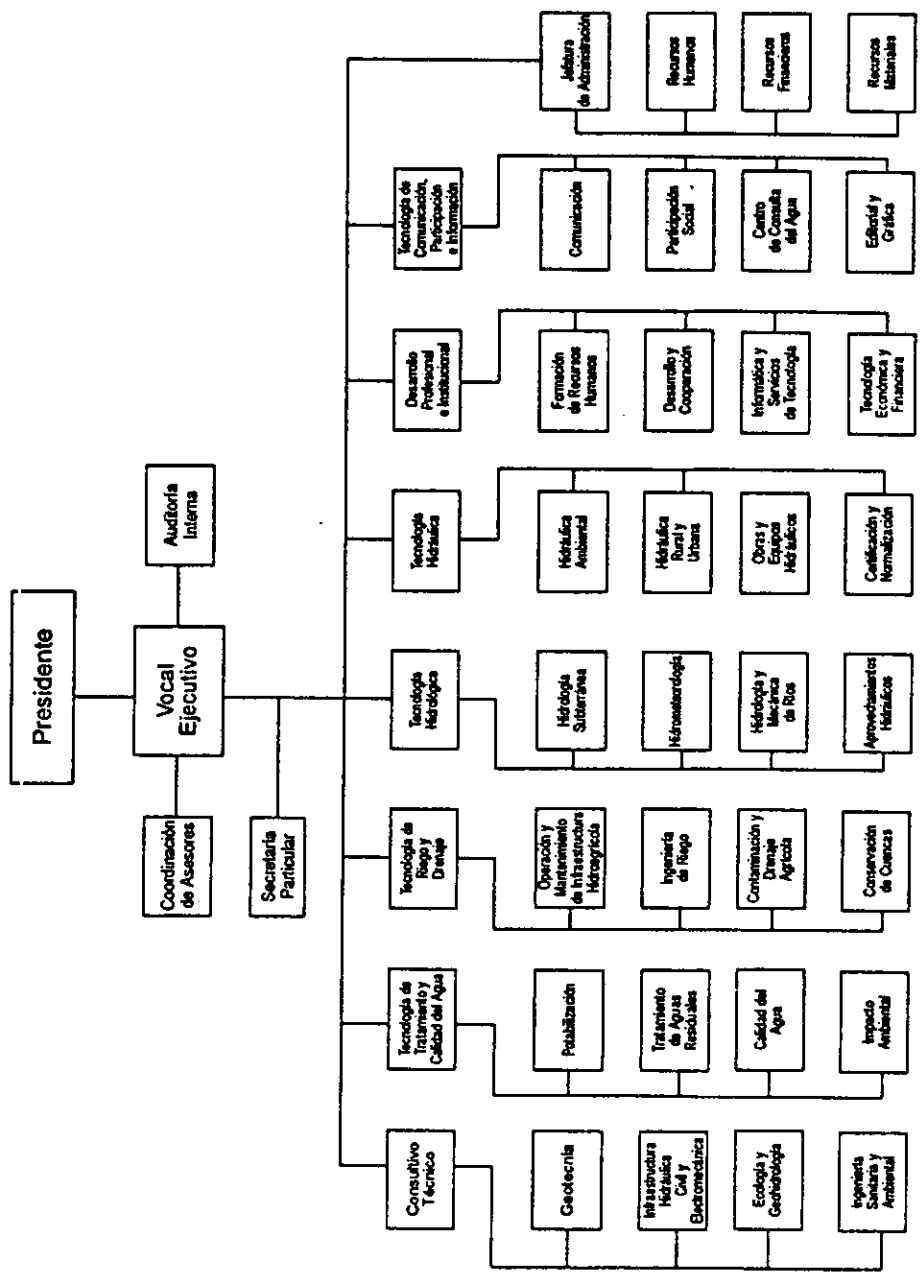 Presidente
Vocal
Ejecutivo
Auditoría
Interna
Coordinación
de Asesores
Secretaría
Particular
Consultivo
Técnico
Geotecnia
Infraestructura
Hidráulica
Civil y
Electromecánica
Ecología y
Geohidrología
Ingeniería
Sanitaria y
Ambiental
Tecnología de
Tratamiento y
Calidad del Agua
Potabilización
Tratamiento
de Aguas
Residuales
Calidad del
Agua
Impacto
Ambiental
Tecnología de
Riego y
Drenaje
Operación y
Mantenimiento
de Infraestructura
Hidroagrícola
Ingeniería
de Riego
Contaminación y
Drenaje
Agrícola
Conservación
de Cuencas
Tecnología
Hidrológica
Hidrología
Subterránea
Hidrometeorología
Hidrología y
Mecánica
de Ríos
Aprovechamientos
Hidráulicos
Tecnología
Hidráulica
Hidráulica
Ambiental
Hidráulica
Rural y
Urbana
Obras y
Equipos
Hidráulicos
Certificación y
Normalización
Desarrollo
Profesional
e Institucional
Formación
de Recursos
Humanos
Desarrollo y
Cooperación
Informática y
Servicios
de Tecnología
Tecnología
Económica y
Financiera
Tecnología de
Comunicación,
Participación
e Información
Comunicación
Participación
Social
Centro
de Consulta
del Agua
Editorial y
Gráfica
Jefatura
de Administración
Recursos
Humanos
Recursos
Financieros
Recursos
Materiales